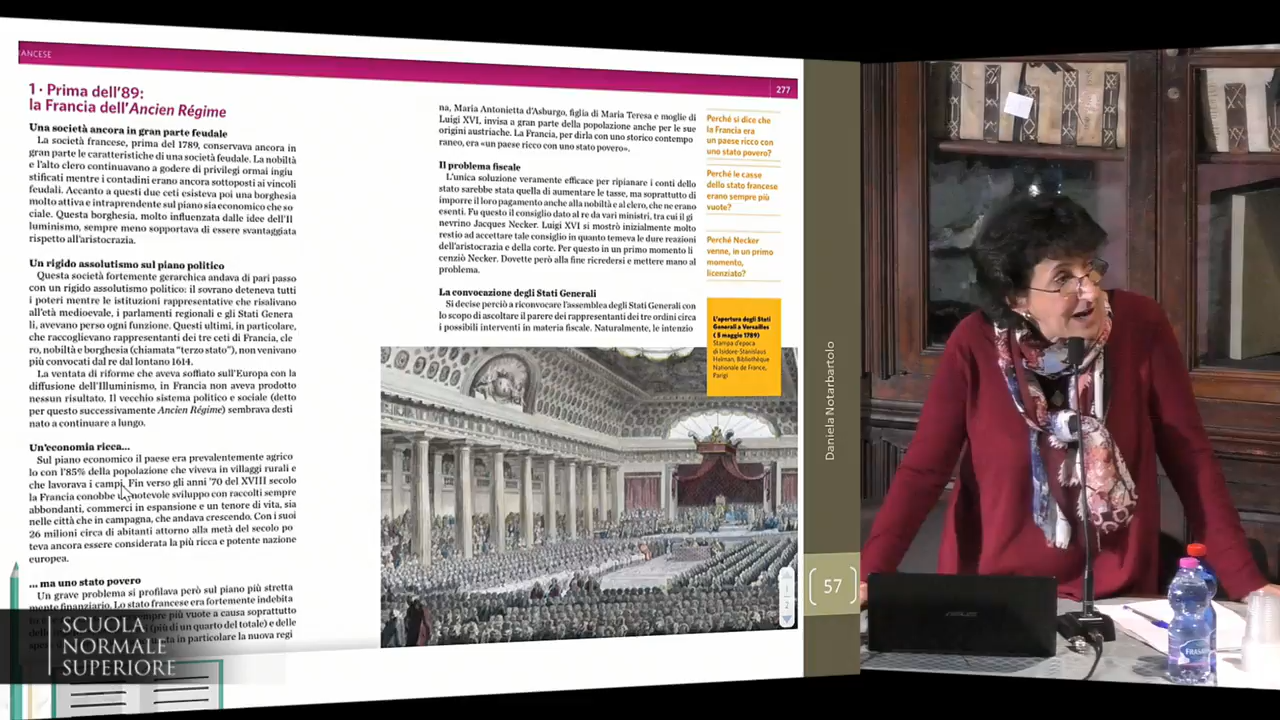 ANCESE
277
1 · Prima dell'89:
la Francia dell'Ancien Régime
Una società ancora in gran parte feudale
La società francese, prima del 1789, conservava ancora in
gran parte le caratteristiche di una società feudale. La nobiltà
e l'alto clero continuavano a godere di privilegi ormai ingiu
stificati mentre i contadini erano ancora sottoposti ai vincoli
feudali. Accanto a questi due ceti esisteva poi una borghesia
molto attiva e intraprendente sul piano sia economico che so
ciale. Questa borghesia, molto influenzata dalle idee dell'Il
luminismo, sempre meno sopportava di essere svantaggiata
rispetto all'aristocrazia.
Un rigido assolutismo sul piano politico
Questa società fortemente gerarchica andava di pari passo
con un rigido assolutismo politico: il sovrano deteneva tutti
i poteri mentre le istituzioni rappresentative che risalivano
all'età medioevale, i parlamenti regionali e gli Stati Genera
li, avevano perso ogni funzione. Questi ultimi, in particolare,
che raccoglievano rappresentanti dei tre ceti di Francia, cle
ro, nobiltà e borghesia (chiamata "terzo stato"), non venivano
più convocati dal re dal lontano 1614.
La ventata di riforme che aveva soffiato sull'Europa con la
diffusione dell'Illuminismo, in Francia non aveva prodotto
nessun risultato. Il vecchio sistema politico e sociale (detto
per questo successivamente Ancien Régime) sembrava desti
nato a continuare a lungo.
Un'economia ricca...
Sul piano economico il paese era prevalentemente agrico
lo con l'85% della popolazione che viveva in villaggi rurali e
che lavorava i campi. Fin verso gli anni '70 del XVIII secolo
la Francia conobbe notevole sviluppo con raccolti sempre
abbondanti, commerci in espansione e un tenore di vita, sia
nelle città che in campagna, che andava crescendo. Con i suoi
26 milioni circa di abitanti attorno alla metà del secolo po
teva ancora essere considerata la più ricca e potente nazione
europea.
... ma uno stato povero
Un grave problema si profilava però sul piano più stretta
mente finanziario. Lo stato francese era fortemente indebita
sempre più vuote a causa soprattutto
(più di un quarto del totale) e delle
in particolare la nuova regi
na, Maria Antonietta d'Asburgo, figlia di Maria Teresa e moglie di
Luigi XVI, invisa a gran parte della popolazione anche per le sue
origini austriache. La Francia, per dirla con uno storico contempo
raneo, era «un paese ricco con uno stato povero».
Il problema fiscale
L'unica soluzione veramente efficace per ripianare i conti dello
stato sarebbe stata quella di aumentare le tasse, ma soprattutto di
imporre il loro pagamento anche alla nobiltà e al clero, che ne erano
esenti. Fu questo il consiglio dato al re da vari ministri, tra cui il gi
nevrino Jacques Necker. Luigi XVI si mostrò inizialmente molto
restio ad accettare tale consiglio in quanto temeva le dure reazioni
dell'aristocrazia e della corte. Per questo in un primo momento li
cenziò Necker. Dovette però alla fine ricredersi e mettere mano al
problema.
La convocazione degli Stati Generali
Si decise perciò a riconvocare l'assemblea degli Stati Generali con
lo scopo di ascoltare il parere dei rappresentanti dei tre ordini circa
i possibili interventi in materia fiscale. Naturalmente, le intenzio
Perché si dice che
la Francia era
un paese ricco con
uno stato povero?
Perché le casse
dello stato francese
erano sempre più
vuote?
Perché Necker
venne, in un primo
momento,
licenziato?
L'apertura degli Stati
Generali a Versailles
(5 maggio 1789)
Stampa d'epoca
di Isidore-Stanislaus
Helman, Bibliothèque
Nationale de France,
Parigi
1
2
Daniela Notarbartolo
57
SCUOLA
NORMALE
SUPERIORE
ASUS